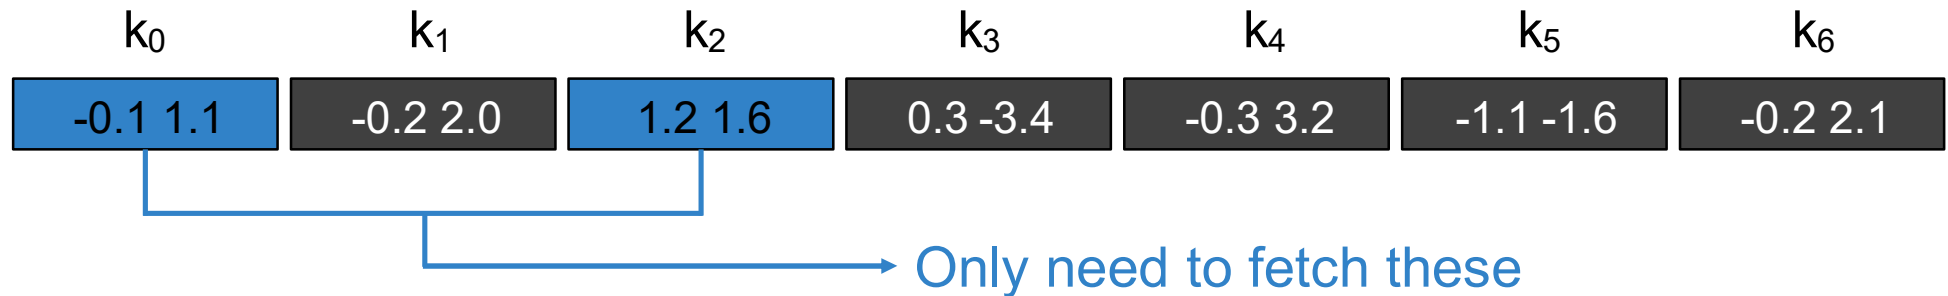 k₀ k₁ k₂ k₃ k₄ k₅ k₆
-0.1 1.1 -0.2 2.0 1.2 1.6 0.3 -3.4 -0.3 3.2 -1.1 -1.6 -0.2 2.1
Only need to fetch these